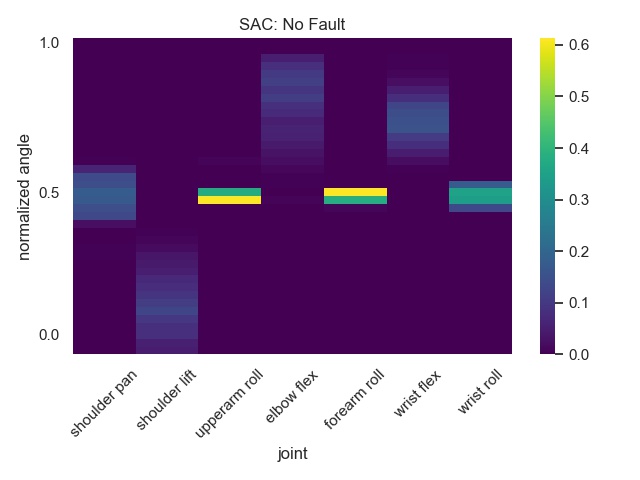 SAC: No Fault
1.0
0.5
0.0
normalized angle
shoulder pan
shoulder lift
upperarm roll
elbow flex
forearm roll
wrist flex
wrist roll
joint
0.6
0.5
0.4
0.3
0.2
0.1
0.0